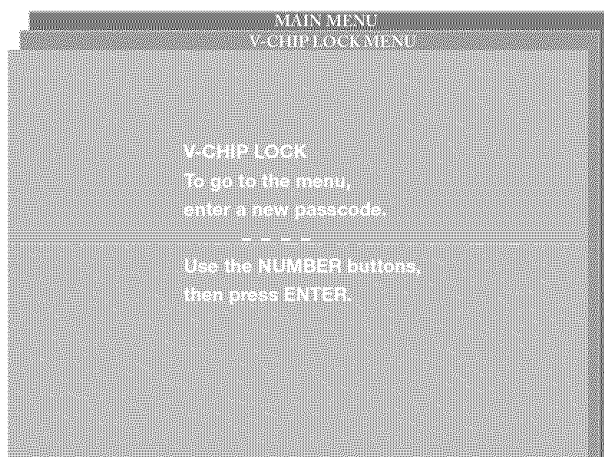 MAIN MENU
V-CHIP LOCK MENU
V-CHIP LOCK
To go to the menu,
enter a new passcode.
_ _ _ _
Use the NUMBER buttons,
then press ENTER.